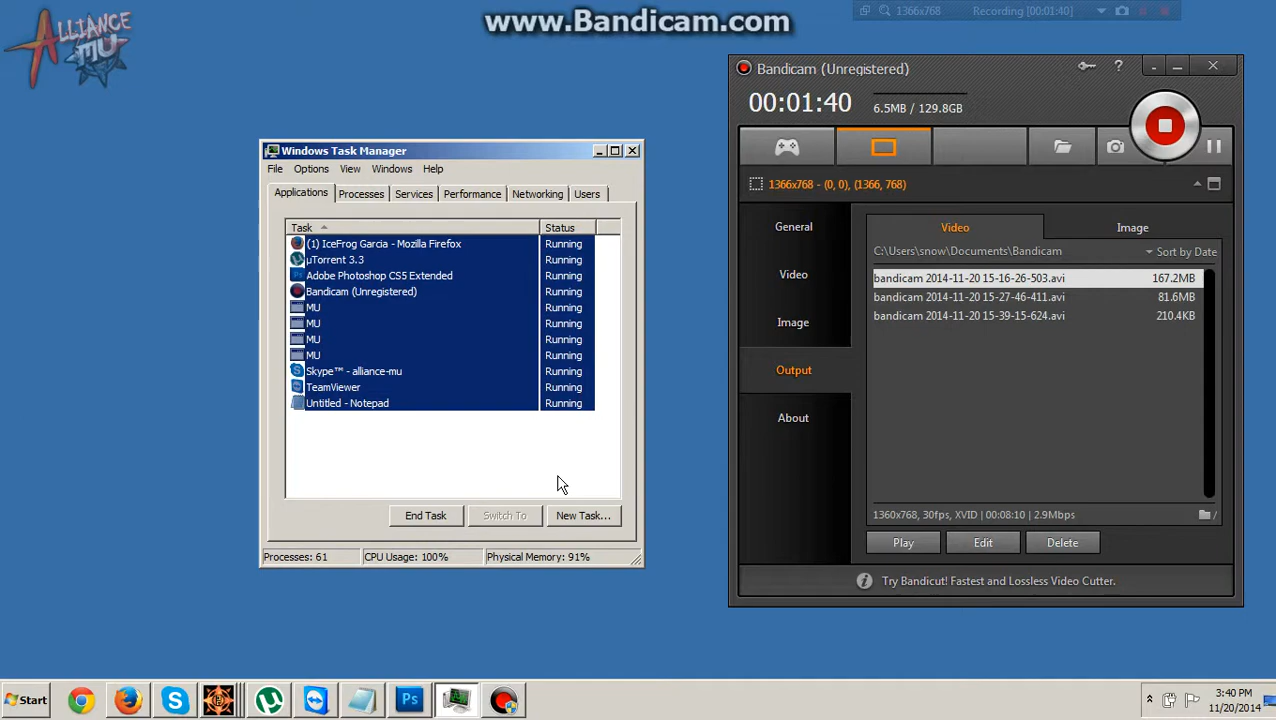 ALLIANCE
MU
www.Bandicam.com
1366x768 Recording [00:01:40]
Bandicam (Unregistered)
?
00:01:40 6.5MB / 129.8GB
1366x768 - (0, 0), (1366, 768)
General
Video
Image
Output
About
Video Image
C:\Users\snow\Documents\Bandicam Sort by Date
bandicam 2014-11-20 15-16-26-503.avi 167.2MB
bandicam 2014-11-20 15-27-46-411.avi 81.6MB
bandicam 2014-11-20 15-39-15-624.avi 210.4KB
1360x768, 30fps, XVID | 00:08:10 | 2.9Mbps /
Play Edit Delete
Try Bandicut! Fastest and Lossless Video Cutter.
Windows Task Manager
File Options View Windows Help
Applications Processes Services Performance Networking Users
Task Status
(1) IceFrog Garcia - Mozilla Firefox Running
µTorrent 3.3 Running
Adobe Photoshop CS5 Extended Running
Bandicam (Unregistered) Running
MU Running
MU Running
MU Running
MU Running
Skype™ - alliance-mu Running
TeamViewer Running
Untitled - Notepad Running
End Task Switch To New Task...
Processes: 61 CPU Usage: 100% Physical Memory: 91%
Start
Ps
3:40 PM
11/20/2014